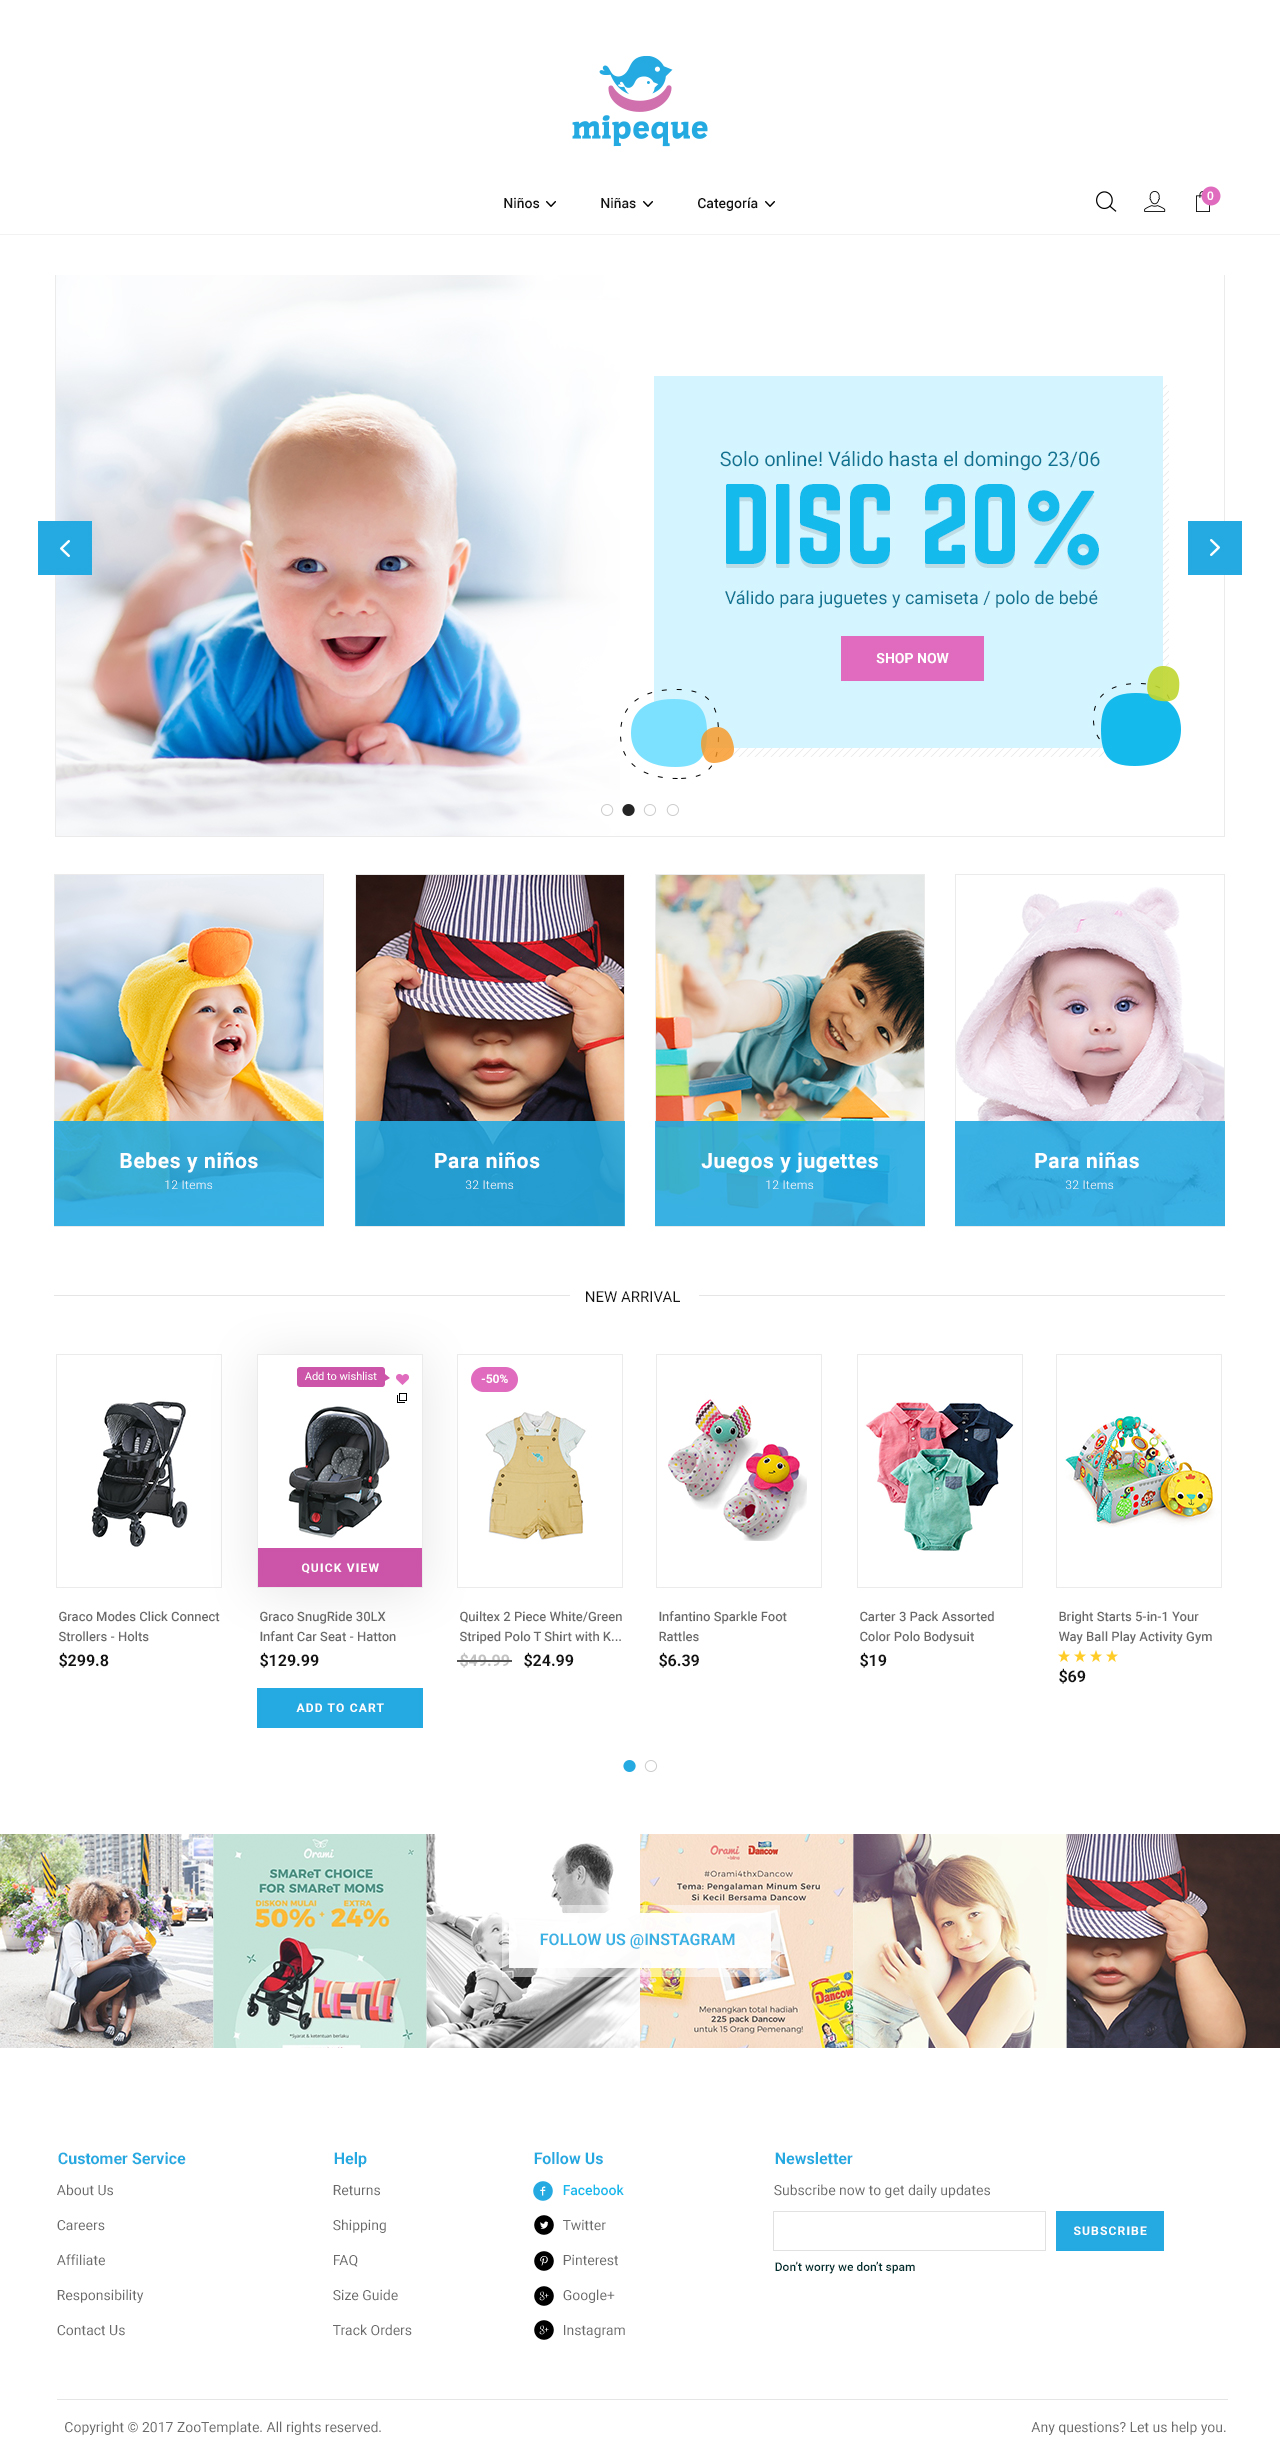 mipeque
Niños
Niñas
Categoría
0
Solo online! Válido hasta el domingo 23/06
DISC 20%
Válido para juguetes y camiseta / polo de bebé
SHOP NOW
Bebes y niños
12 Items
Para niños
32 Items
Juegos y jugettes
12 Items
Para niñas
32 Items
NEW ARRIVAL
Graco Modes Click Connect
Strollers - Holts
$299.8
Add to wishlist
QUICK VIEW
Graco SnugRide 30LX
Infant Car Seat - Hatton
$129.99
ADD TO CART
-50%
Quiltex 2 Piece White/Green
Striped Polo T Shirt with K...
$49.99 $24.99
Infantino Sparkle Foot
Rattles
$6.39
Carter 3 Pack Assorted
Color Polo Bodysuit
$19
Bright Starts 5-in-1 Your
Way Ball Play Activity Gym
$69
Orami
SMAReT CHOICE
FOR SMAReT MOMS
DISKON MULAI EXTRA
50% + 24%
*Syarat & ketentuan berlaku
FOLLOW US @INSTAGRAM
Orami
Dancow
#Orami4thxDancow
Tema: Pengalaman Minum Seru
Si Kecil Bersama Dancow
Dancow
Menangkan total hadiah
225 pack Dancow
untuk 15 Orang Pemenang!
Customer Service
About Us
Careers
Affiliate
Responsibility
Contact Us
Help
Returns
Shipping
FAQ
Size Guide
Track Orders
Follow Us
Facebook
Twitter
Pinterest
Google+
Instagram
Newsletter
Subscribe now to get daily updates
SUBSCRIBE
Don't worry we don't spam
Copyright © 2017 ZooTemplate. All rights reserved.
Any questions? Let us help you.